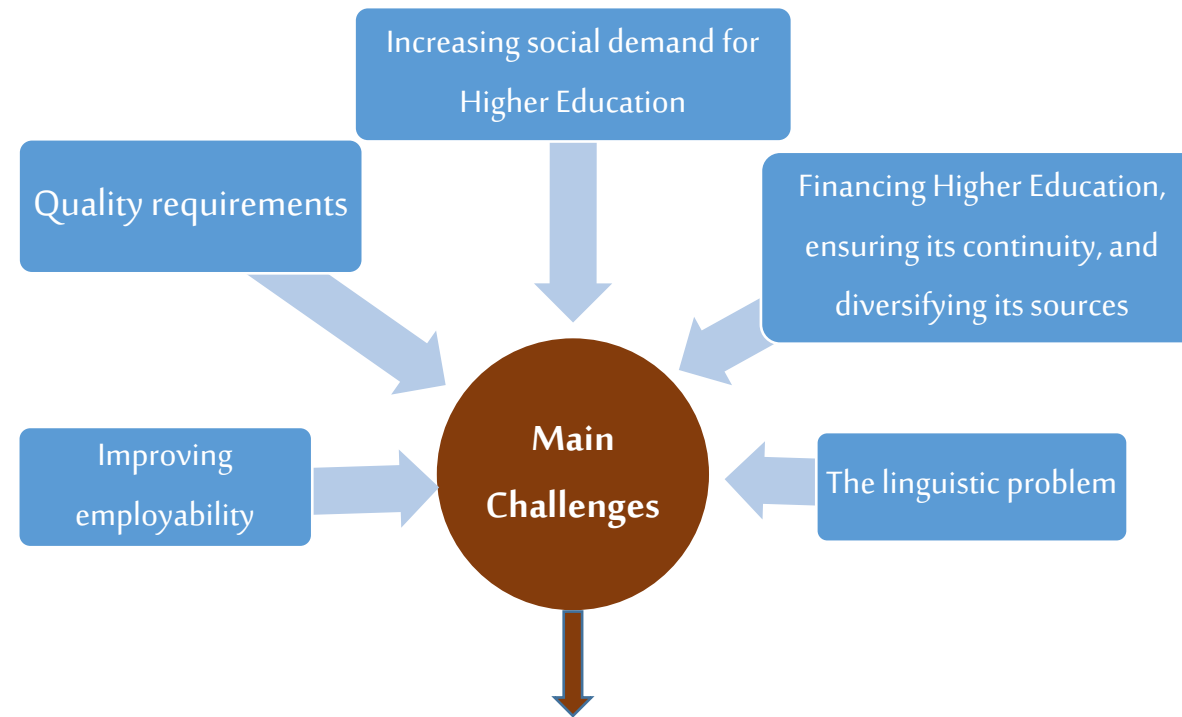 Increasing social demand for
Higher Education
Quality requirements
Financing Higher Education,
ensuring its continuity, and
diversifying its sources
Improving
employability
Main
Challenges
The linguistic problem